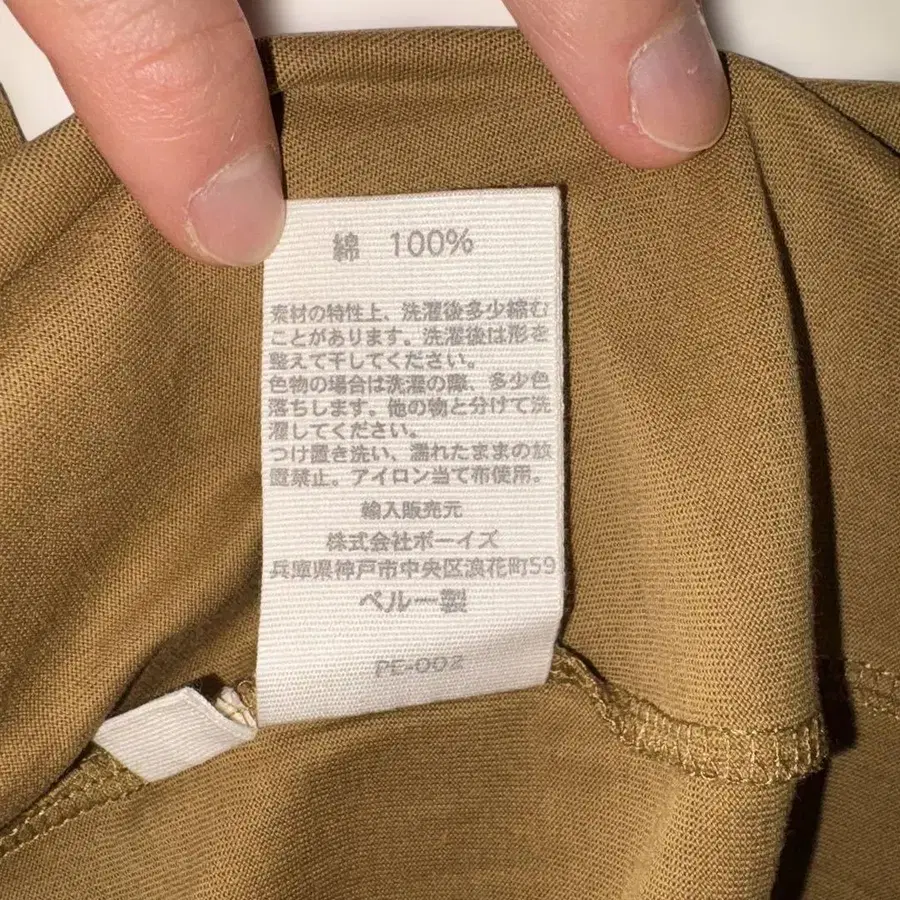 綿 100%
素材の特性上、洗濯後多少縮む
ことがあります。洗濯後は形を
整えて干してください。
色物の場合は洗濯の際、多少色
落ちします。他の物と分けて洗
濯してください。
つけ置き洗い、濡れたままの放
置禁止。アイロン当て布使用。
輸入販売元
株式会社ボーイズ
兵庫県神戸市中央区浪花町59
ペルー製
PE-002